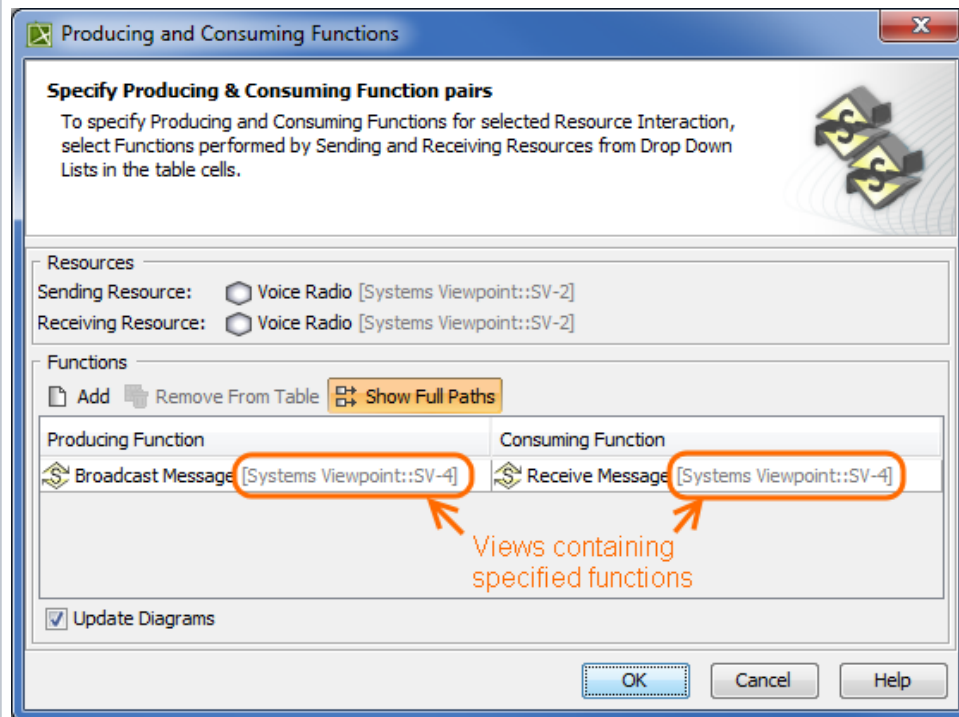 Producing and Consuming Functions
Specify Producing & Consuming Function pairs
To specify Producing and Consuming Functions for selected Resource Interaction,
select Functions performed by Sending and Receiving Resources from Drop Down
Lists in the table cells.
Resources
Sending Resource: Voice Radio [Systems Viewpoint::SV-2]
Receiving Resource: Voice Radio [Systems Viewpoint::SV-2]
Functions
Add Remove From Table Show Full Paths
Producing Function Consuming Function
Broadcast Message [Systems Viewpoint::SV-4] Receive Message [Systems Viewpoint::SV-4]
Views containing
specified functions
Update Diagrams
OK Cancel Help